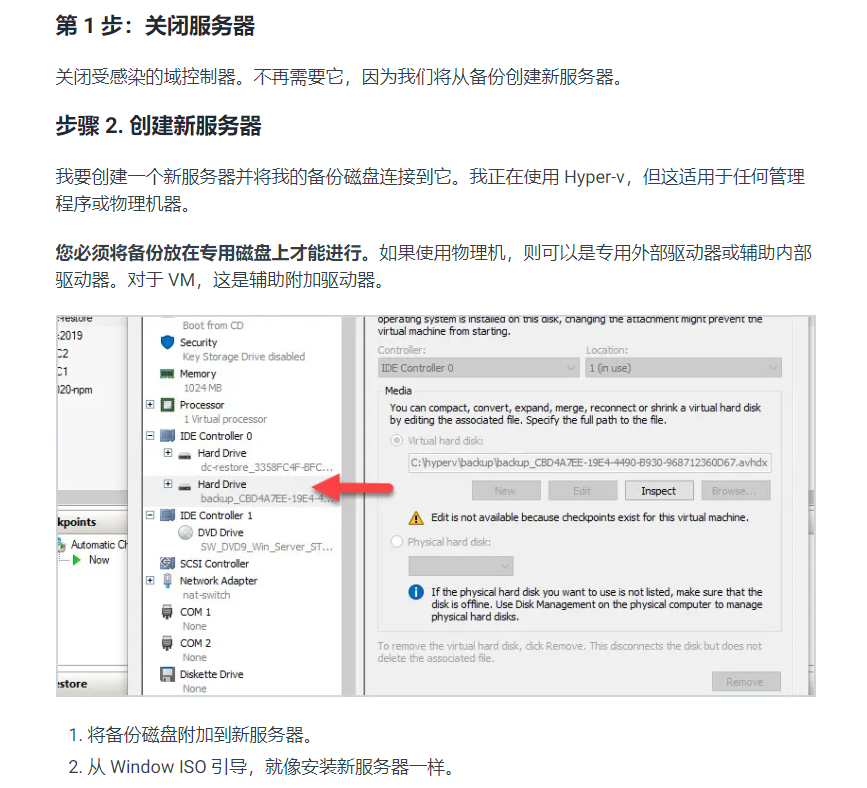 第 1 步：关闭服务器
关闭受感染的域控制器。不再需要它，因为我们将从备份创建新服务器。
步骤 2. 创建新服务器
我要创建一个新服务器并将我的备份磁盘连接到它。我正在使用 Hyper-v，但这适用于任何管理
程序或物理机器。
您必须将备份放在专用磁盘上才能进行。如果使用物理机，则可以是专用外部驱动器或辅助内部
驱动器。对于 VM，这是辅助附加驱动器。
:-restore
:2019
C2
C1
020-npm
kpoints
Automatic Ch
Now
estore
Boot from CD
Security
Key Storage Drive disabled
Memory
1024 MB
Processor
1 Virtual processor
IDE Controller 0
Hard Drive
dc-restore_3358FC4F-BFC...
Hard Drive
backup_CBD4A7EE-19E4-4...
IDE Controller 1
DVD Drive
SW_DVD9_Win_Server_ST...
SCSI Controller
Network Adapter
nat-switch
COM 1
None
COM 2
None
Diskette Drive
None
operating system is installed on this disk, changing the attachment might prevent the
virtual machine from starting.
Controller:
Location:
IDE Controller 0
1 (in use)
Media
You can compact, convert, expand, merge, reconnect or shrink a virtual hard disk
by editing the associated file. Specify the full path to the file.
Virtual hard disk:
C:\hyperv\backup\backup_CBD4A7EE-19E4-4490-B930-968712360D67.avhdx
New
Edit
Inspect
Browse...
Edit is not available because checkpoints exist for this virtual machine.
Physical hard disk:
If the physical hard disk you want to use is not listed, make sure that the
disk is offline. Use Disk Management on the physical computer to manage
physical hard disks.
To remove the virtual hard disk, click Remove. This disconnects the disk but does not
delete the associated file.
Remove
1. 将备份磁盘附加到新服务器。
2. 从 Window ISO 引导，就像安装新服务器一样。